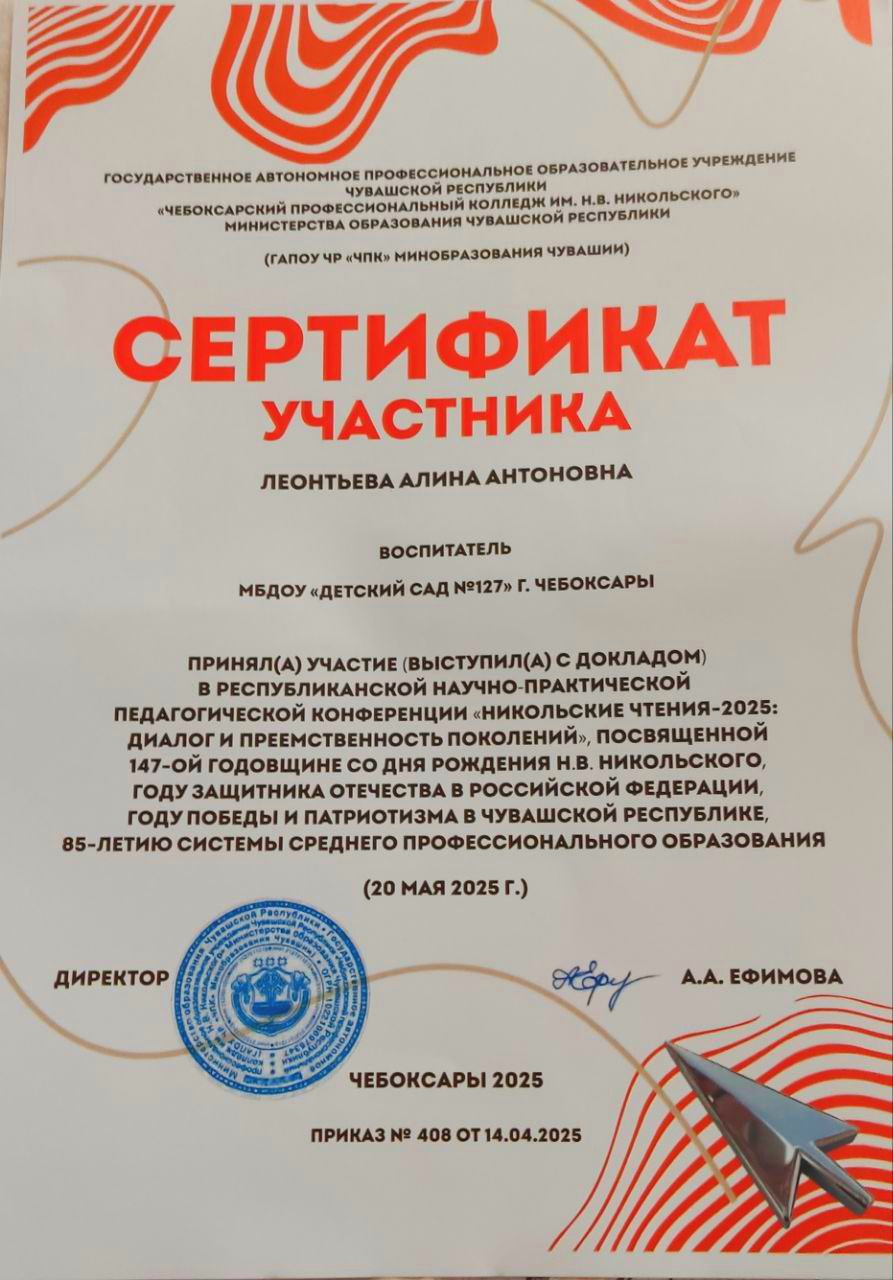 ГОСУДАРСТВЕННОЕ АВТОНОМНОЕ ПРОФЕССИОНАЛЬНОЕ ОБРАЗОВАТЕЛЬНОЕ УЧРЕЖДЕНИЕ
ЧУВАШСКОЙ РЕСПУБЛИКИ
«ЧЕБОКСАРСКИЙ ПРОФЕССИОНАЛЬНЫЙ КОЛЛЕДЖ ИМ. Н.В. НИКОЛЬСКОГО»
МИНИСТЕРСТВА ОБРАЗОВАНИЯ ЧУВАШСКОЙ РЕСПУБЛИКИ
(ГАПОУ ЧР «ЧПК» МИНОБРАЗОВАНИЯ ЧУВАШИИ)
СЕРТИФИКАТ
УЧАСТНИКА
ЛЕОНТЬЕВА АЛИНА АНТОНОВНА
ВОСПИТАТЕЛЬ
МБДОУ «ДЕТСКИЙ САД №127» Г. ЧЕБОКСАРЫ
ПРИНЯЛ(А) УЧАСТИЕ (ВЫСТУПИЛ(А) С ДОКЛАДОМ)
В РЕСПУБЛИКАНСКОЙ НАУЧНО-ПРАКТИЧЕСКОЙ
ПЕДАГОГИЧЕСКОЙ КОНФЕРЕНЦИИ «НИКОЛЬСКИЕ ЧТЕНИЯ-2025:
ДИАЛОГ И ПРЕЕМСТВЕННОСТЬ ПОКОЛЕНИЙ», ПОСВЯЩЕННОЙ
147-ОЙ ГОДОВЩИНЕ СО ДНЯ РОЖДЕНИЯ Н.В. НИКОЛЬСКОГО,
ГОДУ ЗАЩИТНИКА ОТЕЧЕСТВА В РОССИЙСКОЙ ФЕДЕРАЦИИ,
ГОДУ ПОБЕДЫ И ПАТРИОТИЗМА В ЧУВАШСКОЙ РЕСПУБЛИКЕ,
85-ЛЕТИЮ СИСТЕМЫ СРЕДНЕГО ПРОФЕССИОНАЛЬНОГО ОБРАЗОВАНИЯ
(20 МАЯ 2025 Г.)
ДИРЕКТОР
А.А. ЕФИМОВА
ЧЕБОКСАРЫ 2025
ПРИКАЗ № 408 ОТ 14.04.2025